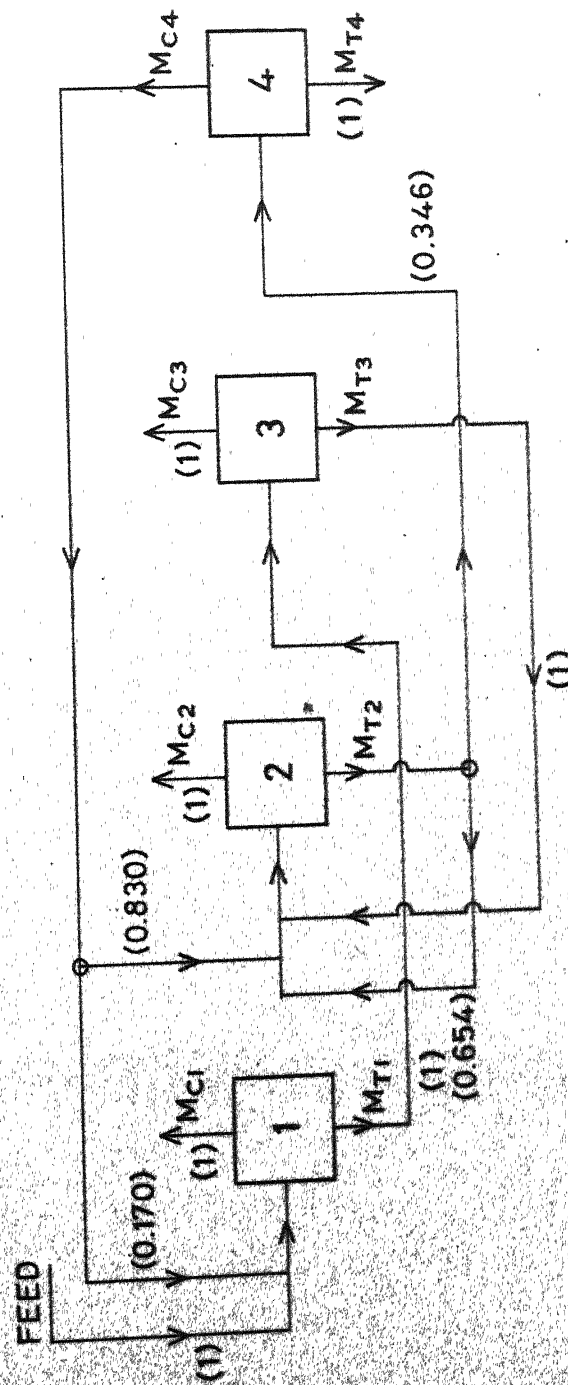 FEED
(1)
(0.170)
M_C1
(1)
1
M_T1
(1)
(0.654)
(0.830)
M_C2
(1)
2
M_T2
M_C3
(1)
3
M_T3
(1)
(0.346)
M_C4
4
M_T4
(1)